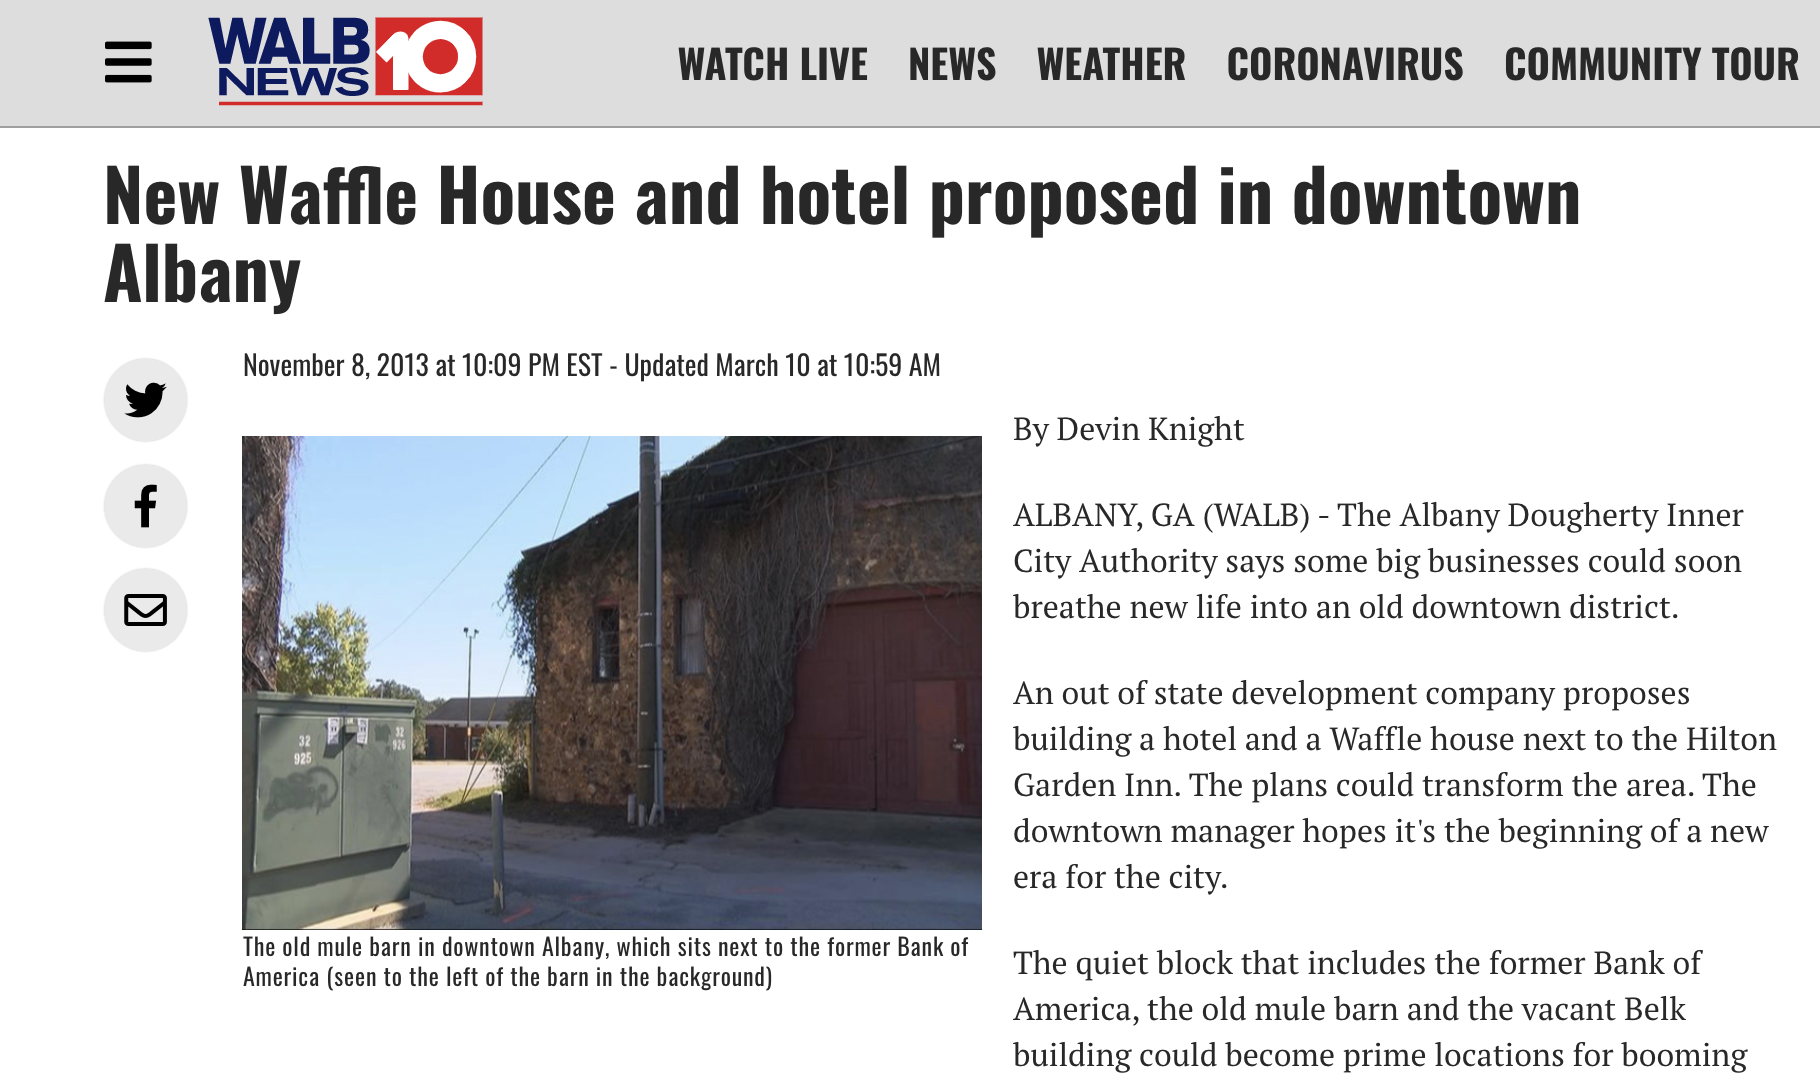 WALB
NEWS 10
WATCH LIVE NEWS WEATHER CORONAVIRUS COMMUNITY TOUR
New Waffle House and hotel proposed in downtown
Albany
November 8, 2013 at 10:09 PM EST - Updated March 10 at 10:59 AM
32
925
32
926
The old mule barn in downtown Albany, which sits next to the former Bank of
America (seen to the left of the barn in the background)
By Devin Knight
ALBANY, GA (WALB) - The Albany Dougherty Inner
City Authority says some big businesses could soon
breathe new life into an old downtown district.
An out of state development company proposes
building a hotel and a Waffle house next to the Hilton
Garden Inn. The plans could transform the area. The
downtown manager hopes it's the beginning of a new
era for the city.
The quiet block that includes the former Bank of
America, the old mule barn and the vacant Belk
building could become prime locations for booming